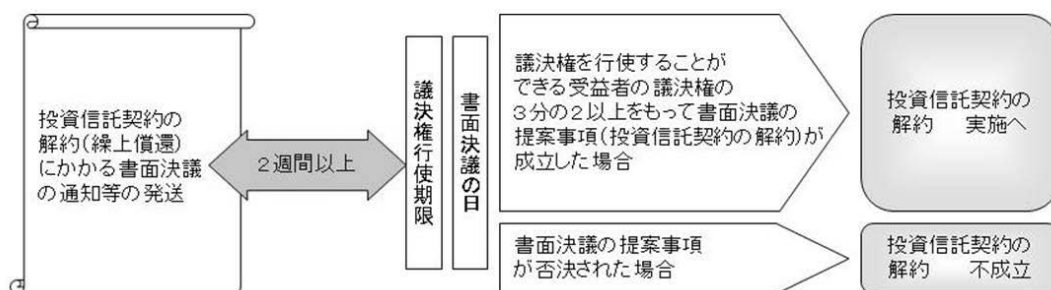 投資信託契約の
解約(繰上償還)
にかかる書面決議
の通知等の発送
2週間以上
議決権行使期限
書面決議の日
議決権を行使することが
できる受益者の議決権の
3分の2以上をもって書面決議の
提案事項(投資信託契約の解約)が
成立した場合
投資信託契約の
解約　実施へ
書面決議の提案事項
が否決された場合
投資信託契約の
解約　不成立